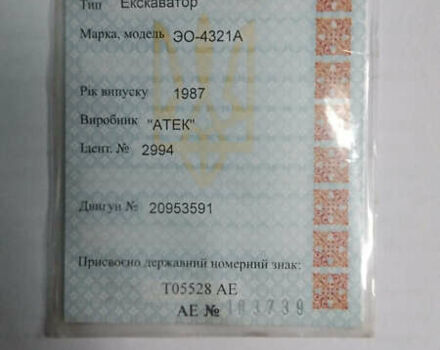 Тип Екскаватор
Марка, модель ЭО-4321А
Рік випуску 1987
Виробник "АТЕК"
Ідент. № 2994
Двигун № 20953591
Присвоєно державний номерний знак:
Т05528 АЕ
АЕ № 103739